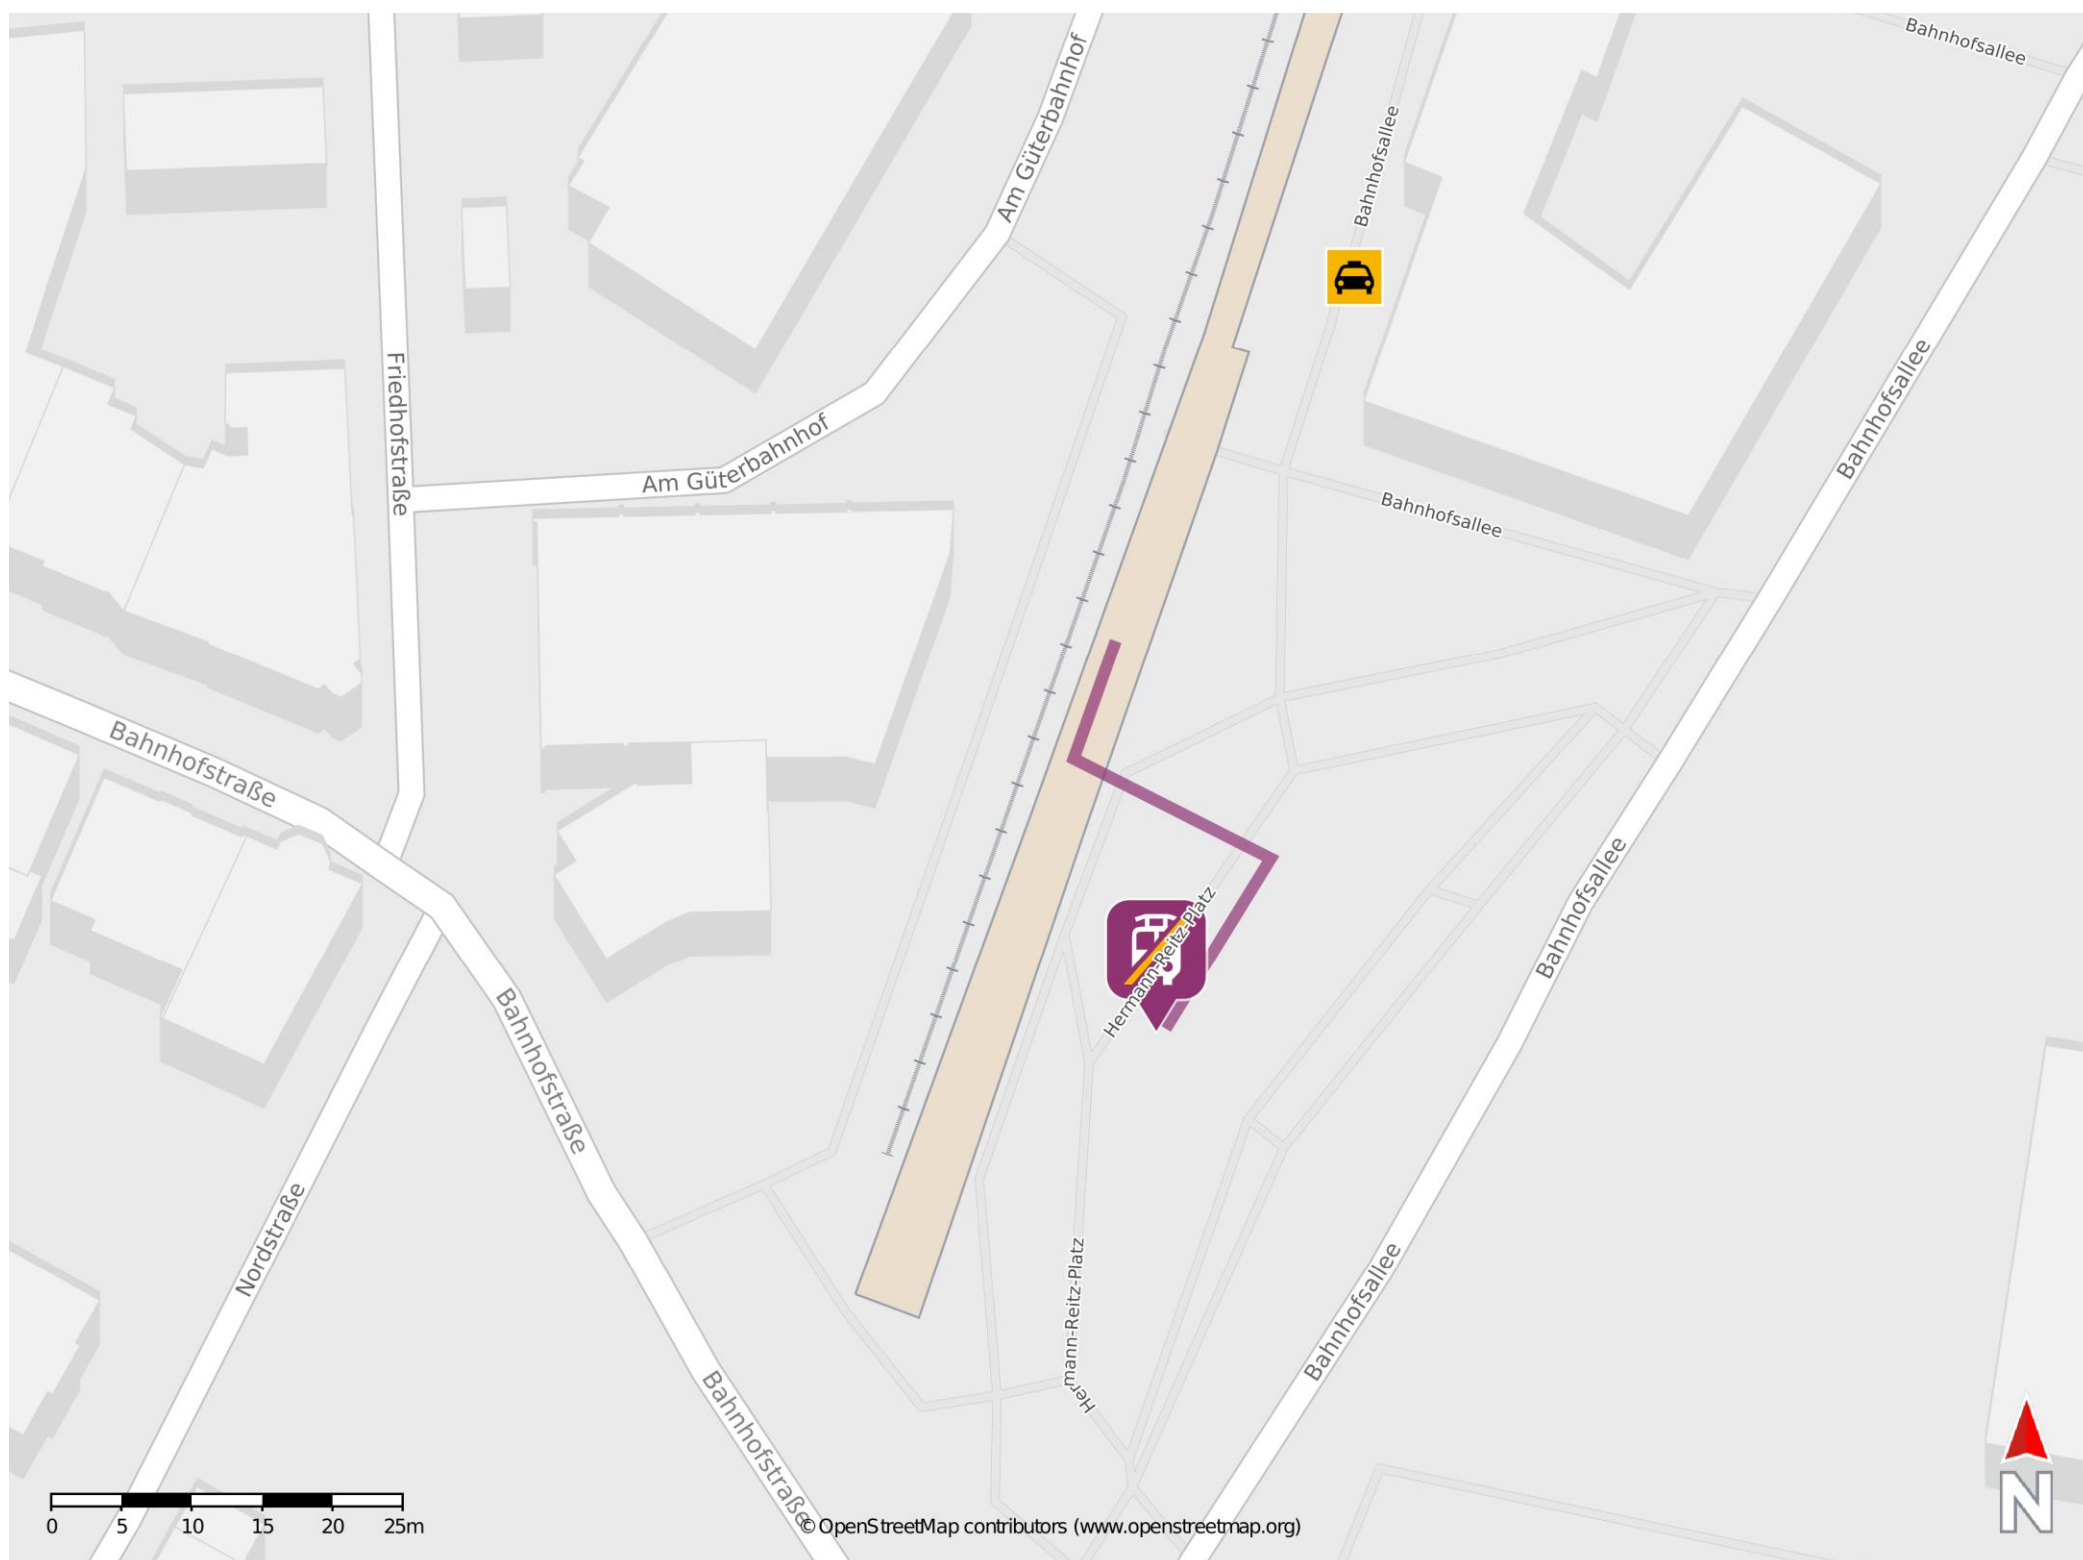 Bahnhofsallee
Am Güterbahnhof
Bahnhofsallee
Friedhofstraße
Bahnhofsallee
Am Güterbahnhof
Bahnhofsallee
Bahnhofstraße
Bahnhofsallee
Hermann-Reitz-Platz
Bahnhofstraße
Nordstraße
Hermann-Reitz-Platz
Bahnhofsallee
Her
Bahnhofstraße
N
0 5 10 15 20 25m
© OpenStreetMap contributors (www.openstreetmap.org)